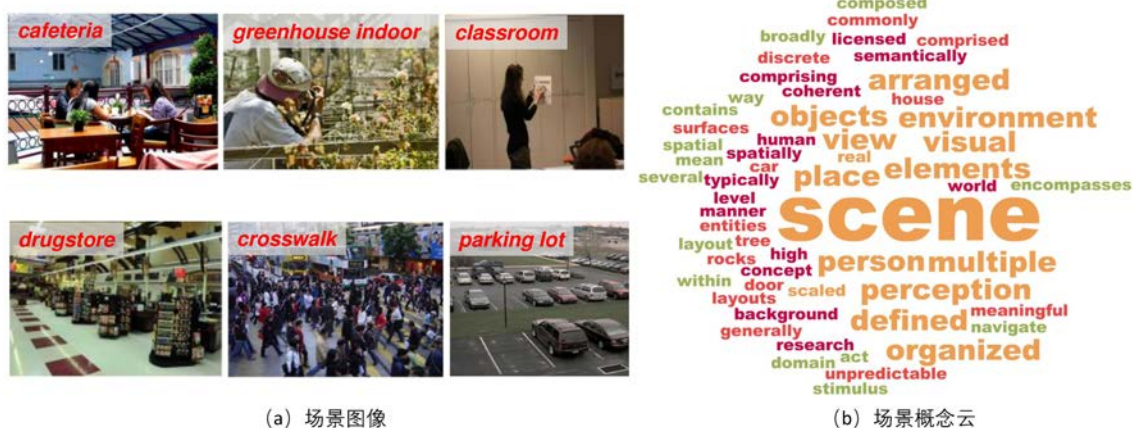 cafeteria
greenhouse indoor
classroom
drugstore
crosswalk
parking lot
(a) 场景图像
composed
commonly
broadly licensed comprised
discrete semantically
comprising arranged
coherent
way house
contains objects environment
surfaces human view visual
spatial spatially real
mean car place elements
several typically world encompasses
level scene
manner
entities
layout tree
rocks high person multiple
concept
within door scaled perception
layouts meaningful
background defined navigate
generally
research organized
domain act
unpredictable
stimulus
(b) 场景概念云